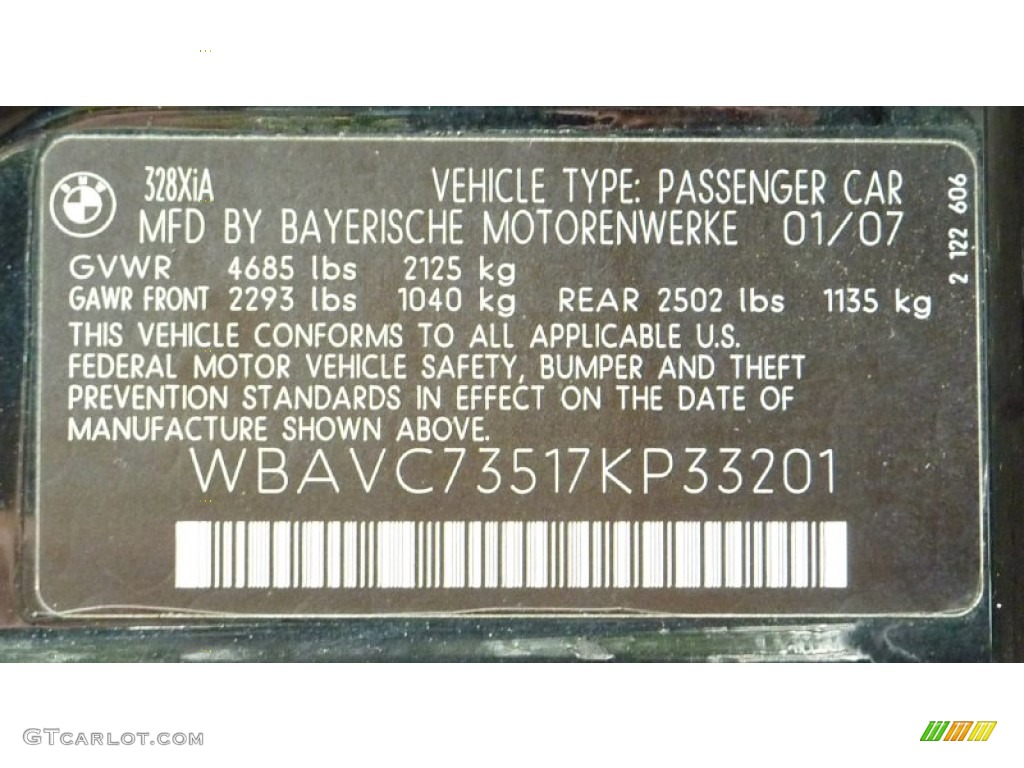 328XiA VEHICLE TYPE: PASSENGER CAR
MFD BY BAYERISCHE MOTORENWERKE 01/07
GVWR 4685 lbs 2125 kg
GAWR FRONT 2293 lbs 1040 kg REAR 2502 lbs 1135 kg
THIS VEHICLE CONFORMS TO ALL APPLICABLE U.S.
FEDERAL MOTOR VEHICLE SAFETY, BUMPER AND THEFT
PREVENTION STANDARDS IN EFFECT ON THE DATE OF
MANUFACTURE SHOWN ABOVE.
WBAVC73517KP33201
2 122 606
GTCARLOT.COM